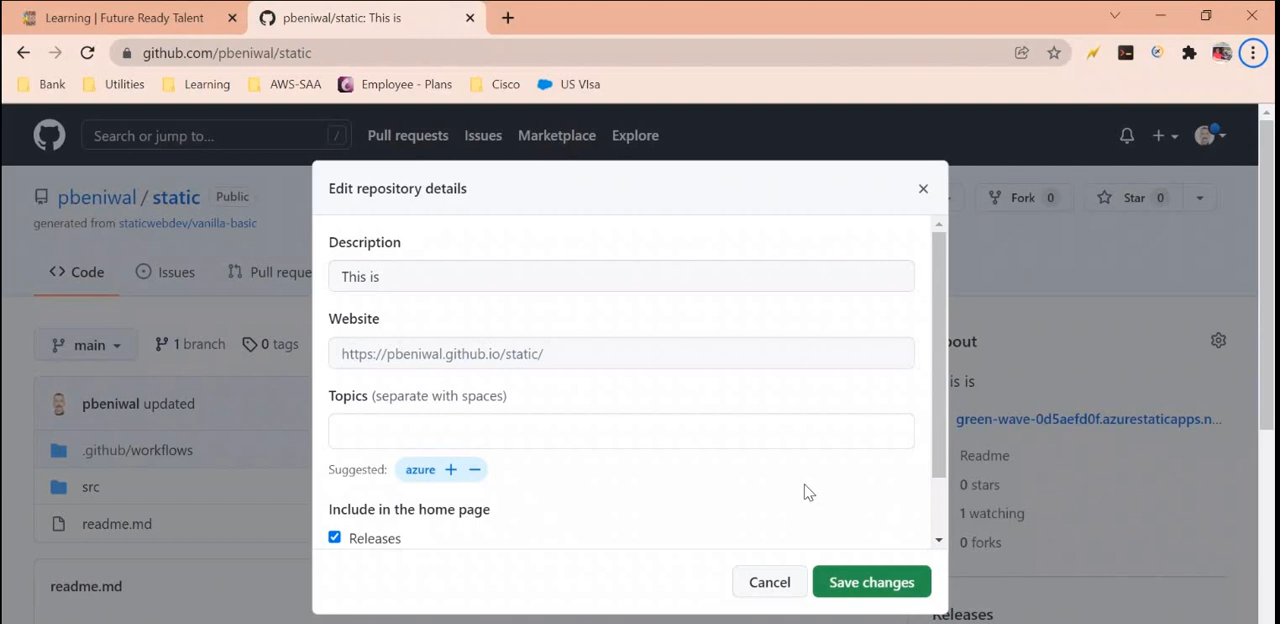 Learning | Future Ready Talent
pbeniwal/static: This is
github.com/pbeniwal/static
Bank Utilities Learning AWS-SAA Employee - Plans Cisco US VIsa
Search or jump to... / Pull requests Issues Marketplace Explore
Edit repository details
pbeniwal / static Public
Fork 0 Star 0
generated from staticwebdev/vanilla-basic
Description
Code Issues Pull reque
This is
Website
main 1 branch 0 tags
https://pbeniwal.github.io/static/
bout
is is
Topics (separate with spaces)
pbeniwal updated
green-wave-0d5aefd0f.azurestaticapps.n...
.github/workflows
Readme
Suggested: azure + −
src
0 stars
Include in the home page
1 watching
readme.md
Releases
0 forks
readme.md
Cancel Save changes
Releases